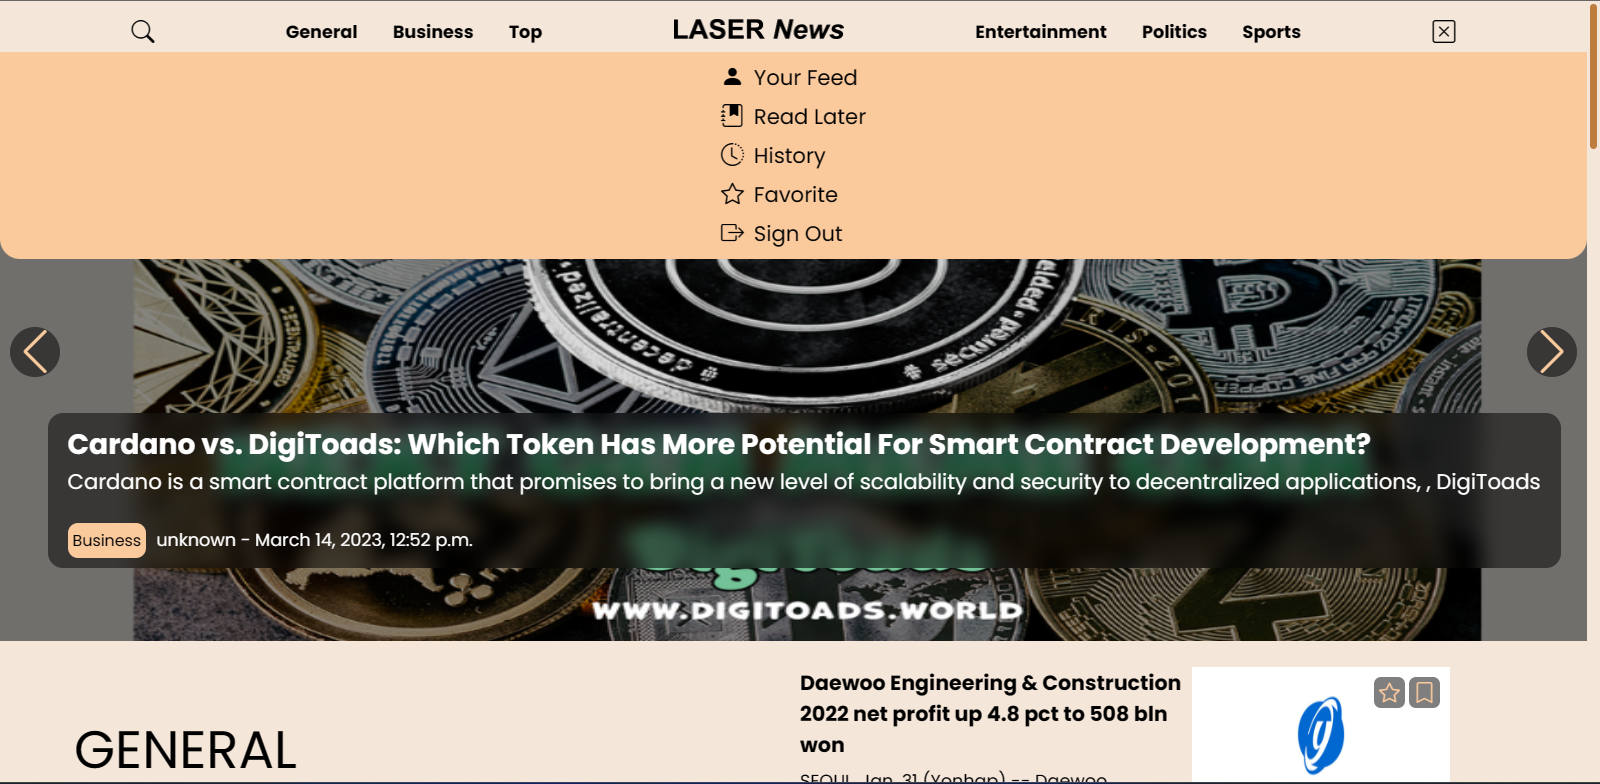 General Business Top LASER News Entertainment Politics Sports
Your Feed
Read Later
History
Favorite
Sign Out
decentralized.
secured.
Cardano vs. DigiToads: Which Token Has More Potential For Smart Contract Development?
Cardano is a smart contract platform that promises to bring a new level of scalability and security to decentralized applications, , DigiToads
Business unknown - March 14, 2023, 12:52 p.m.
DigiToads
WWW.DIGITOADS.WORLD
GENERAL
Daewoo Engineering & Construction
2022 net profit up 4.8 pct to 508 bln
won
SEOUL, Jan. 31 (Yonhap) -- Daewoo